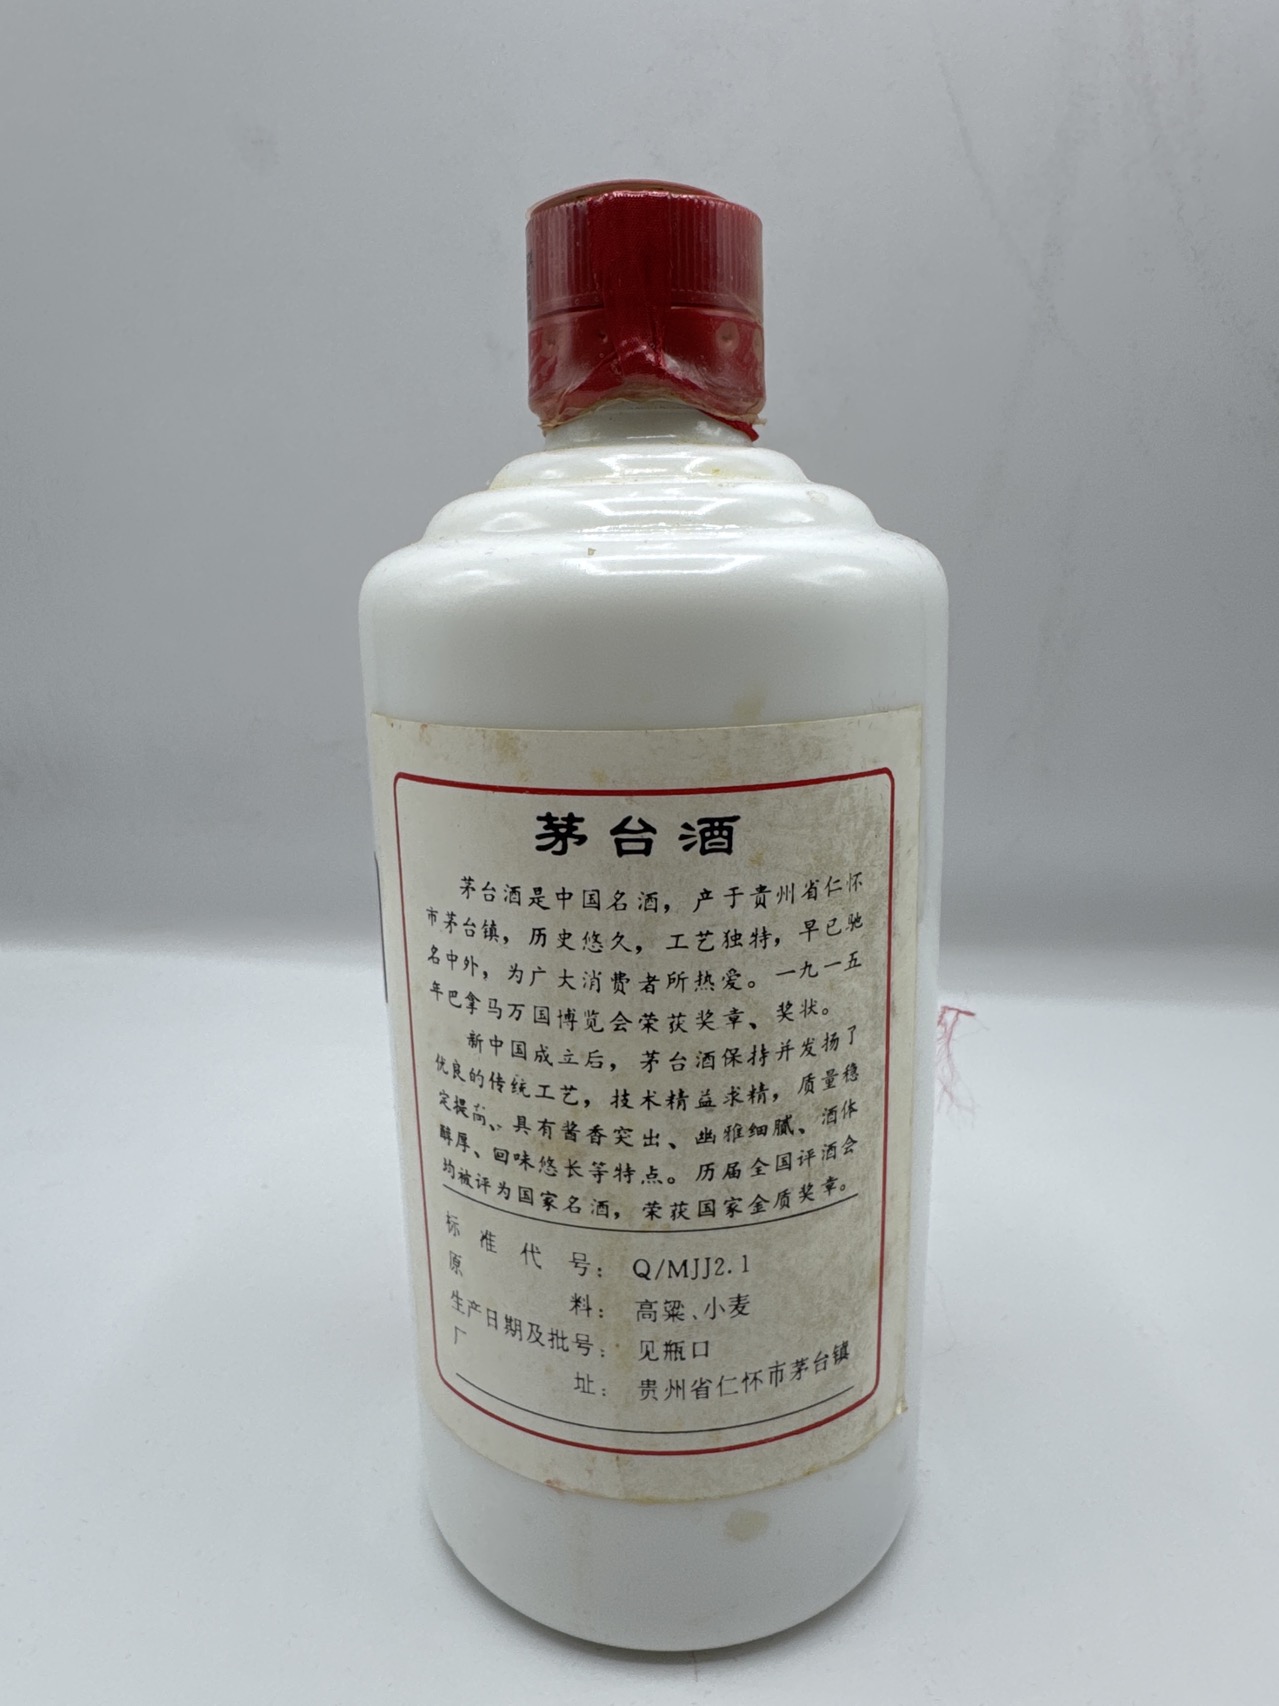 茅台酒
茅台酒是中国名酒，产于贵州省仁怀
市茅台镇，历史悠久，工艺独特，早已驰
名中外，为广大消费者所热爱。一九一五
年巴拿马万国博览会荣获奖章、奖状。
新中国成立后，茅台酒保持并发扬了
优良的传统工艺，技术精益求精，质量稳
定提高、具有酱香突出、幽雅细腻、酒体
醇厚、回味悠长等特点。历届全国评酒会
均被评为国家名酒，荣获国家金质奖章。
标准代号：Q/MJJ2.1
原料：高粱、小麦
生产日期及批号：见瓶口
厂址：贵州省仁怀市茅台镇